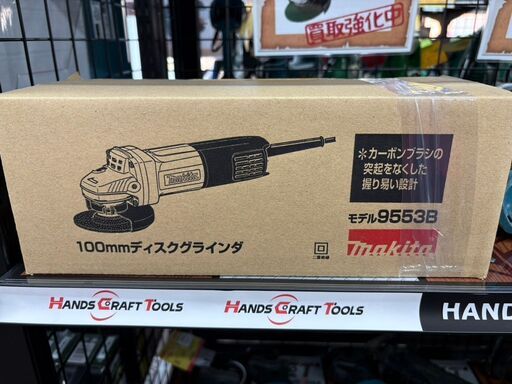 買取強化中
＊カーボンブラシの
突起をなくした
握り易い設計
モデル9553B
makita
makita
100mmディスクグラインダ
二重絶縁
HANDS CRAFT TOOLS
HANDS CRAFT TOOLS
HAND